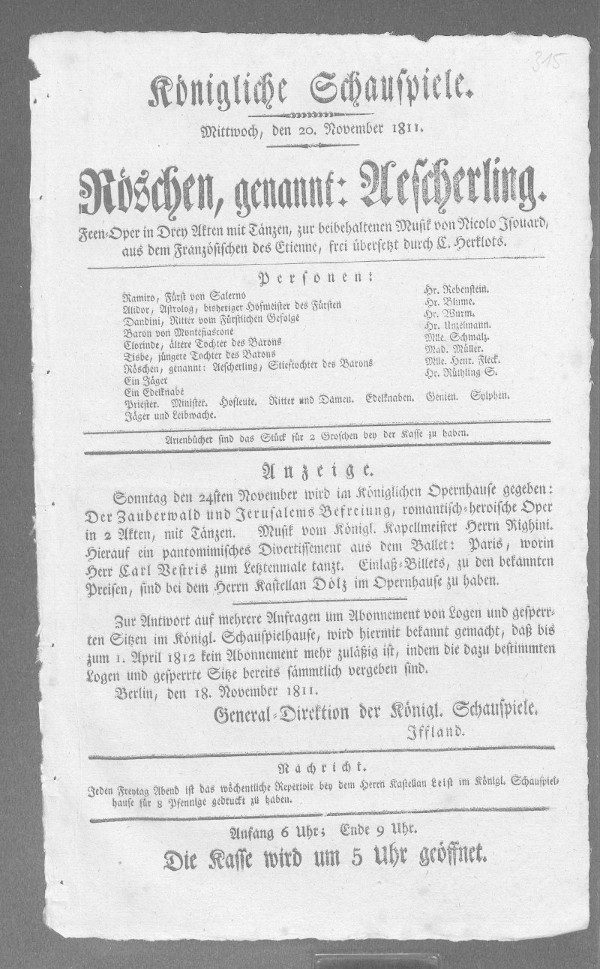 315
Königliche Schauspiele.
Mittwoch, den 20. November 1811.
Röschen, genannt: Aescherling.
Feen-Oper in Drey Akten mit Tänzen, zur beibehaltenen Musik von Nicolo Isouard,
aus dem Französischen des Etienne, frei übersetzt durch C. Herklots.
Personen:
Ramiro, Fürst von Salerno Hr. Rebenstein.
Alidor, Astrolog, bisheriger Hofmeister des Fürsten Hr. Blume.
Dandini, Ritter vom Fürstlichen Gefolge Hr. Wurm.
Baron von Montefiascone Hr. Unzelmann.
Clorinde, ältere Tochter des Barons Mlle. Schmalz.
Tisbe, jüngere Tochter des Barons Mad. Müller.
Röschen, genannt: Aescherling, Stieftochter des Barons Mlle. Henr. Fleck.
Ein Jäger Hr. Rüthling S.
Ein Edelknabe
Priester. Minister. Hofleute. Ritter und Damen. Edelknaben. Genien. Sylphen.
Jäger und Leibwache.
Arienbücher sind das Stück für 2 Groschen bey der Kasse zu haben.
Anzeige.
Sonntag den 24sten November wird im Königlichen Opernhause gegeben:
Der Zauberwald und Jerusalems Befreiung, romantisch-heroische Oper
in 2 Akten, mit Tänzen. Musik vom Königl. Kapellmeister Herrn Righini.
Hierauf ein pantomimisches Divertissement aus dem Ballet: Paris, worin
Herr Carl Vestris zum Letztenmale tanzt. Einlaß-Billets, zu den bekannten
Preisen, sind bei dem Herrn Kastellan Dölz im Opernhause zu haben.
Zur Antwort auf mehrere Anfragen um Abonnement von Logen und gesperr-
ten Sitzen im Königl. Schauspielhause, wird hiermit bekannt gemacht, daß bis
zum 1. April 1812 kein Abonnement mehr zuläßig ist, indem die dazu bestimmten
Logen und gesperrte Sitze bereits sämmtlich vergeben sind.
Berlin, den 18. November 1811.
General-Direktion der Königl. Schauspiele.
Iffland.
Nachricht.
Jeden Freytag Abend ist das wöchentliche Repertoir bey dem Herrn Kastellan Leist im Königl. Schauspiel-
hause für 8 Pfennige gedruckt zu haben.
Anfang 6 Uhr; Ende 9 Uhr.
Die Kasse wird um 5 Uhr geöffnet.